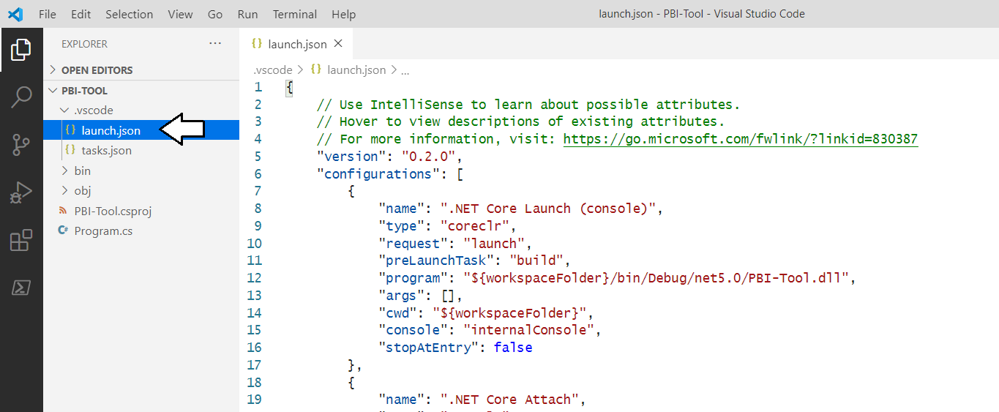 File Edit Selection View Go Run Terminal Help launch.json - PBI-Tool - Visual Studio Code
EXPLORER ...
OPEN EDITORS
PBI-TOOL
.vscode
{} launch.json
{} tasks.json
bin
obj
PBI-Tool.csproj
C# Program.cs
{} launch.json ×
.vscode > {} launch.json > ...
1 {
2 // Use IntelliSense to learn about possible attributes.
3 // Hover to view descriptions of existing attributes.
4 // For more information, visit: https://go.microsoft.com/fwlink/?linkid=830387
5 "version": "0.2.0",
6 "configurations": [
7 {
8 "name": ".NET Core Launch (console)",
9 "type": "coreclr",
10 "request": "launch",
11 "preLaunchTask": "build",
12 "program": "${workspaceFolder}/bin/Debug/net5.0/PBI-Tool.dll",
13 "args": [],
14 "cwd": "${workspaceFolder}",
15 "console": "internalConsole",
16 "stopAtEntry": false
17 },
18 {
19 "name": ".NET Core Attach",